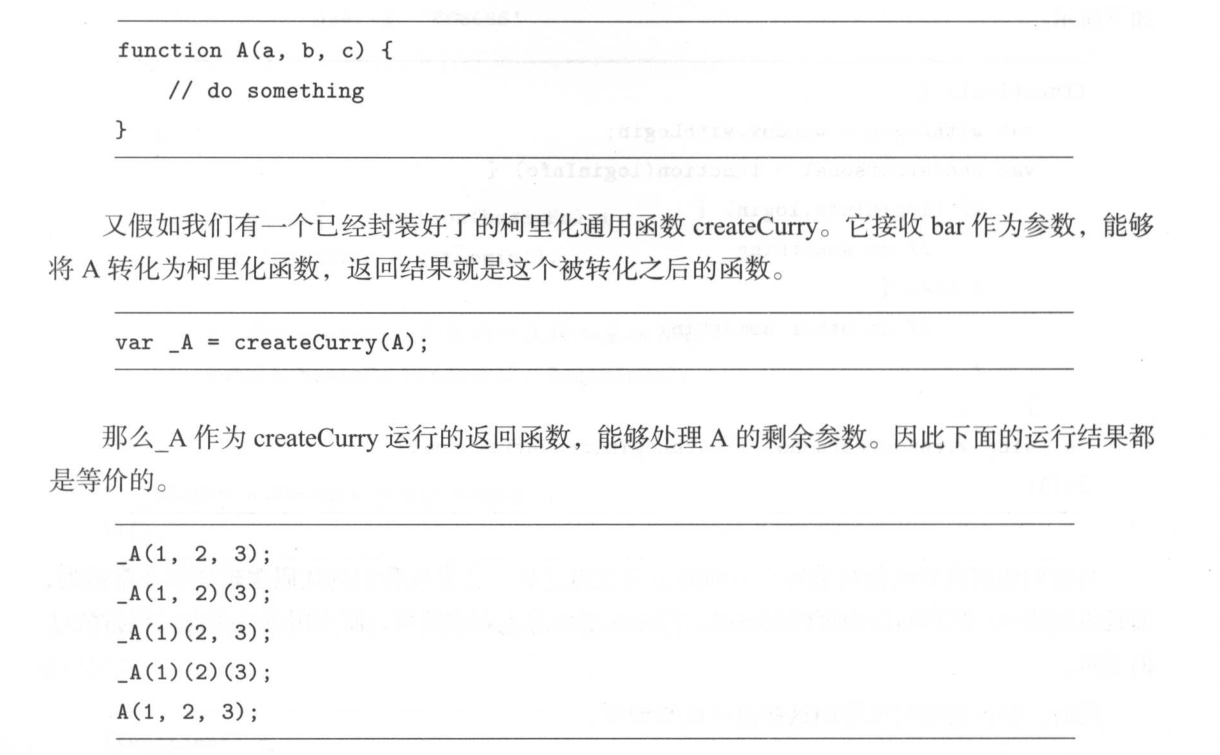 function A(a, b, c) {
    // do something
}
又假如我们有一个已经封装好了的柯里化通用函数 createCurry。它接收 bar 作为参数，能够
将 A 转化为柯里化函数，返回结果就是这个被转化之后的函数。
var _A = createCurry(A);
那么_A 作为 createCurry 运行的返回函数，能够处理 A 的剩余参数。因此下面的运行结果都
是等价的。
_A(1, 2, 3);
_A(1, 2)(3);
_A(1)(2, 3);
_A(1)(2)(3);
A(1, 2, 3);